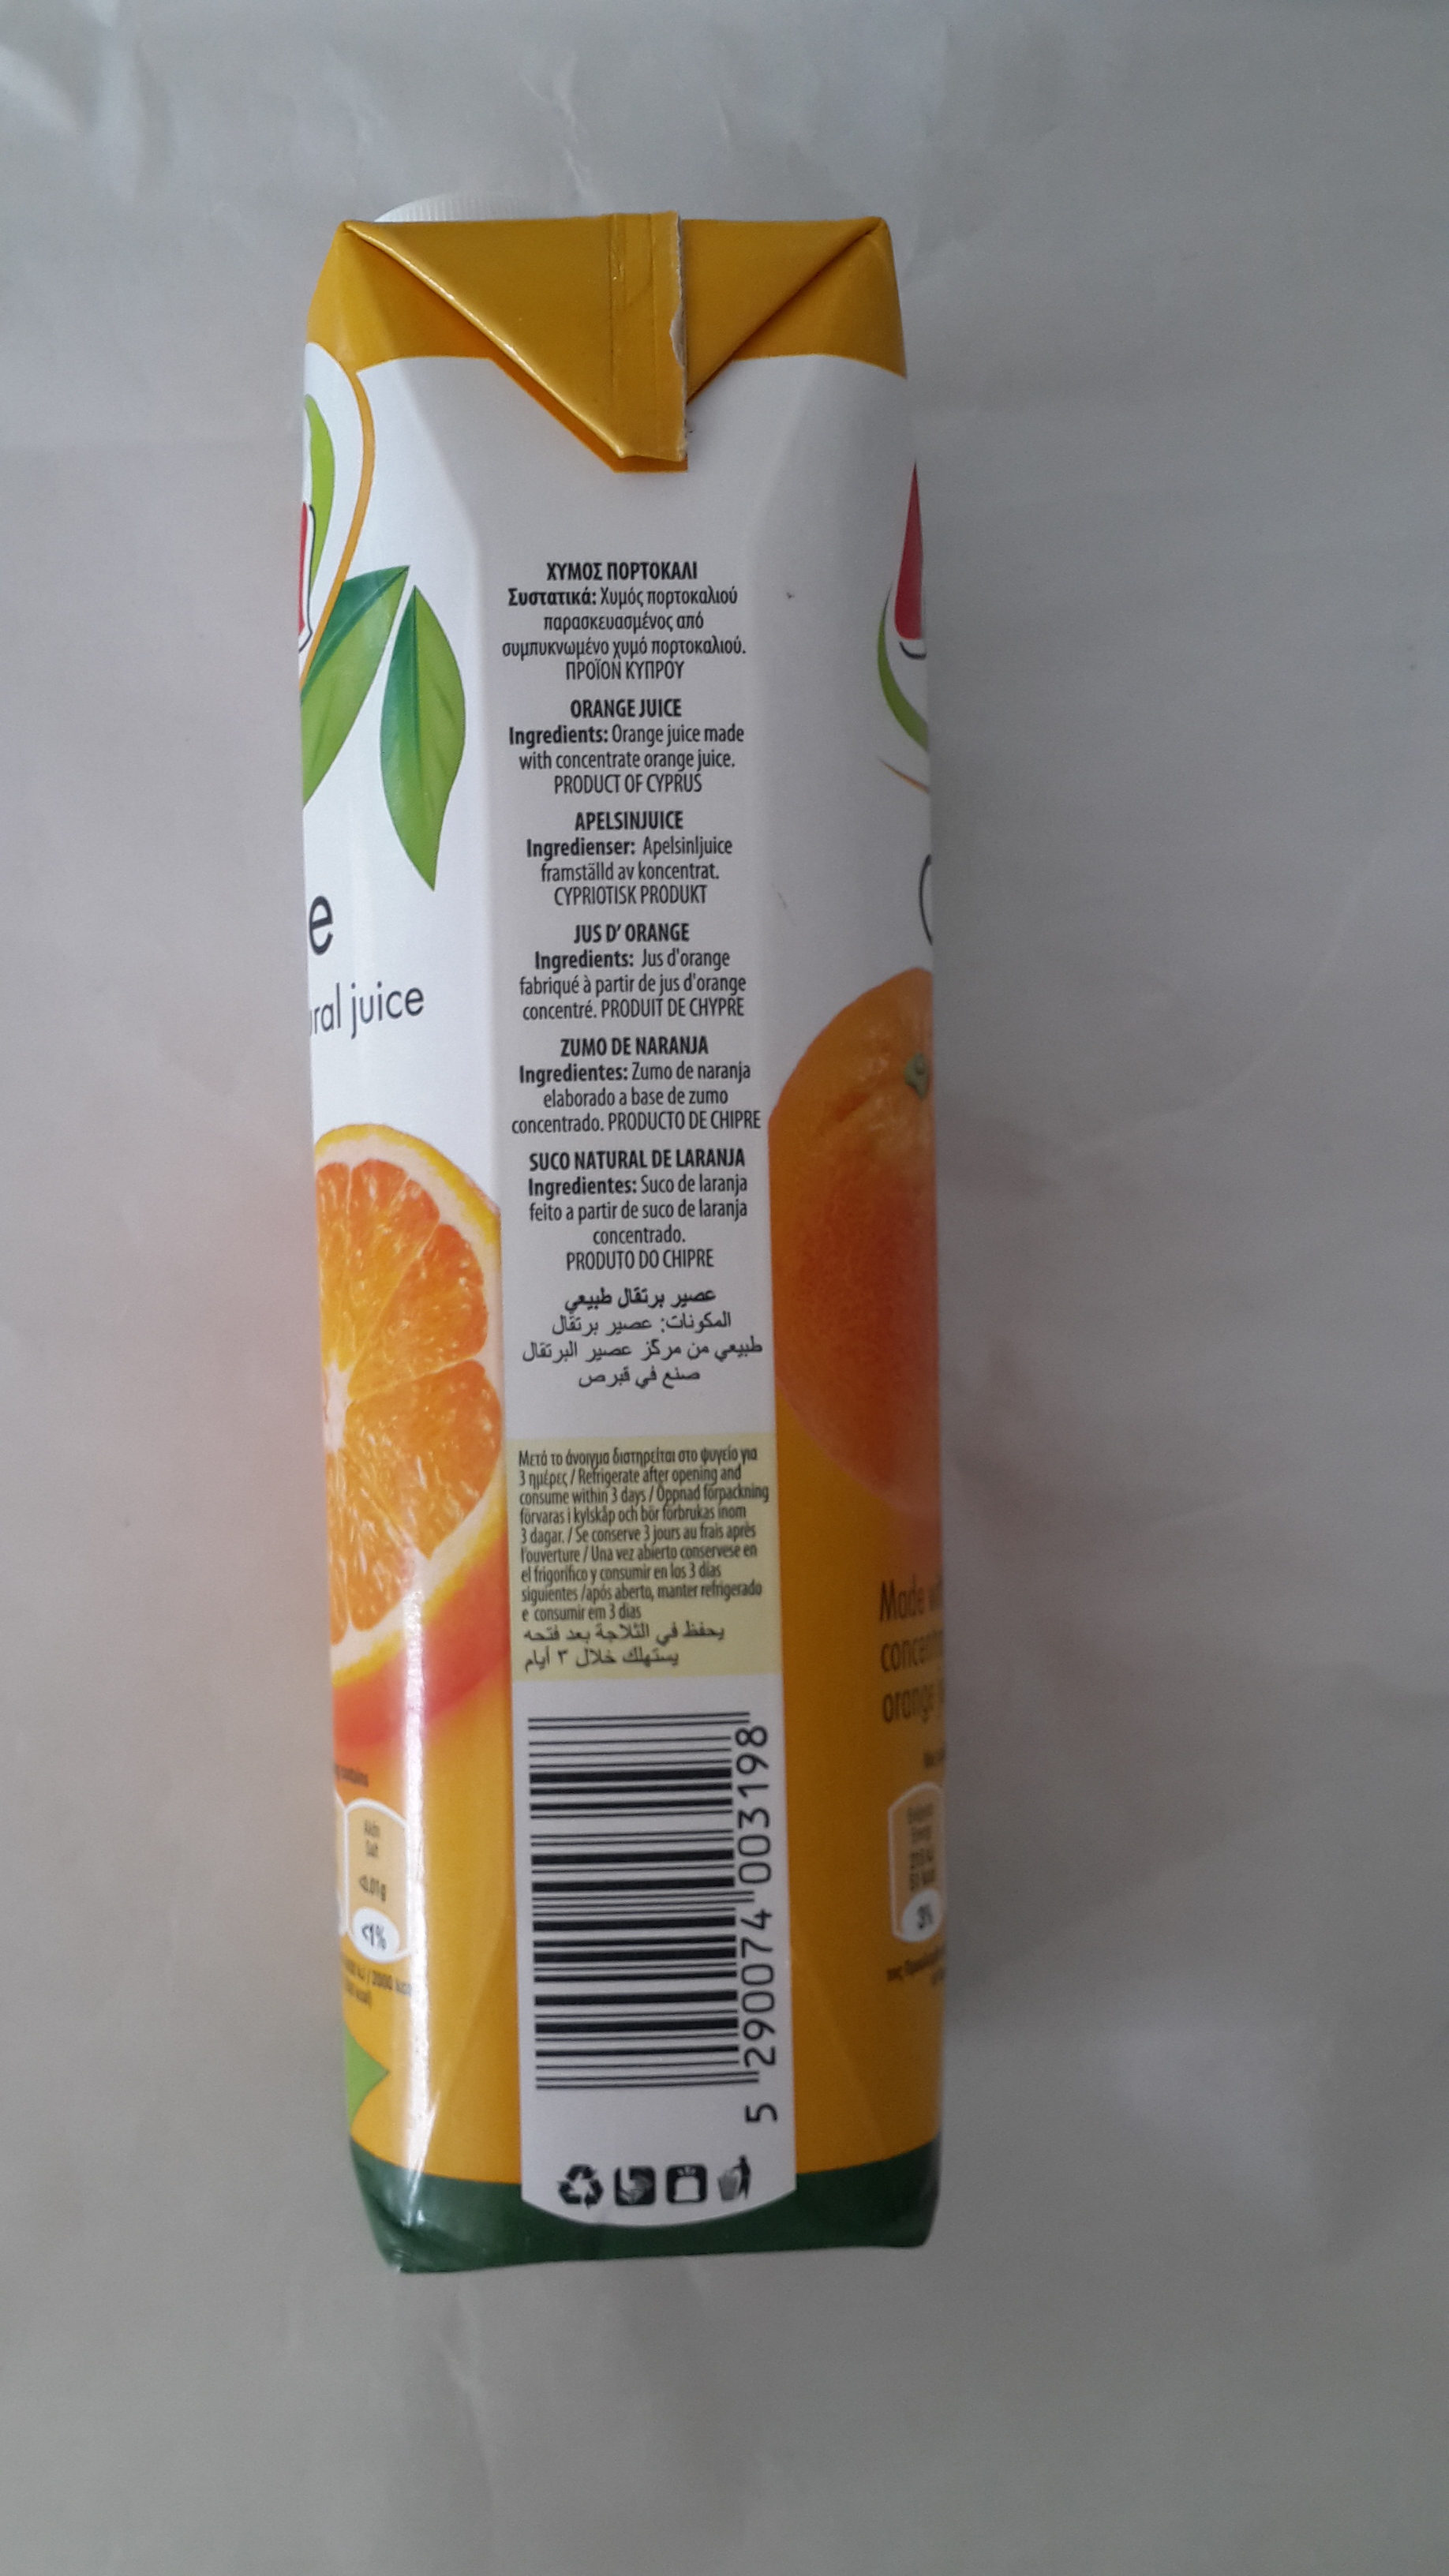 ΧΥΜΟΣ ΠΟΡΤΟΚΑΛΙ
Συστατικά: Χυμός πορτοκαλιού
παρασκευασμένος από
συμπυκνωμένο χυμό πορτοκαλιού.
ΠΡΟΪΟΝ ΚΥΠΡΟΥ
ORANGE JUICE
Ingredients: Orange juice made
with concentrate orange juice.
PRODUCT OF CYPRUS
APELSINJUICE
Ingredienser: Apelsinljuice
framställd av koncentrat.
CYPRIOTISK PRODUKT
JUS D' ORANGE
Ingredients: Jus d'orange
fabriqué à partir de jus d'orange
concentré. PRODUIT DE CHYPRE
ZUMO DE NARANJA
Ingredientes: Zumo de naranja
elaborado a base de zumo
concentrado. PRODUCTO DE CHIPRE
SUCO NATURAL DE LARANJA
Ingredientes: Suco de laranja
feito a partir de suco de laranja
concentrado.
PRODUTO DO CHIPRE
عصير برتقال طبيعي
المكونات: عصير برتقال
طبيعي من مركز عصير البرتقال
صنع في قبرص
Μετά το άνοιγμα διατηρείται στο ψυγείο για
3 ημέρες / Refrigerate after opening and
consume within 3 days / Öppnad förpackning
förvaras i kylskåp och bör förbrukas inom
3 dagar. / Se conserve 3 jours au frais après
l'ouverture / Una vez abierto conservese en
el frigorifico y consumir en los 3 dias
siguientes /após aberto, manter refrigerado
e consumir em 3 dias
يحفظ في الثلاجة بعد فتحه
يستهلك خلال ٣ أيام
5 290074 003198
e
ral juice
Made
orange
Salt
<0.01g
<1%
3%